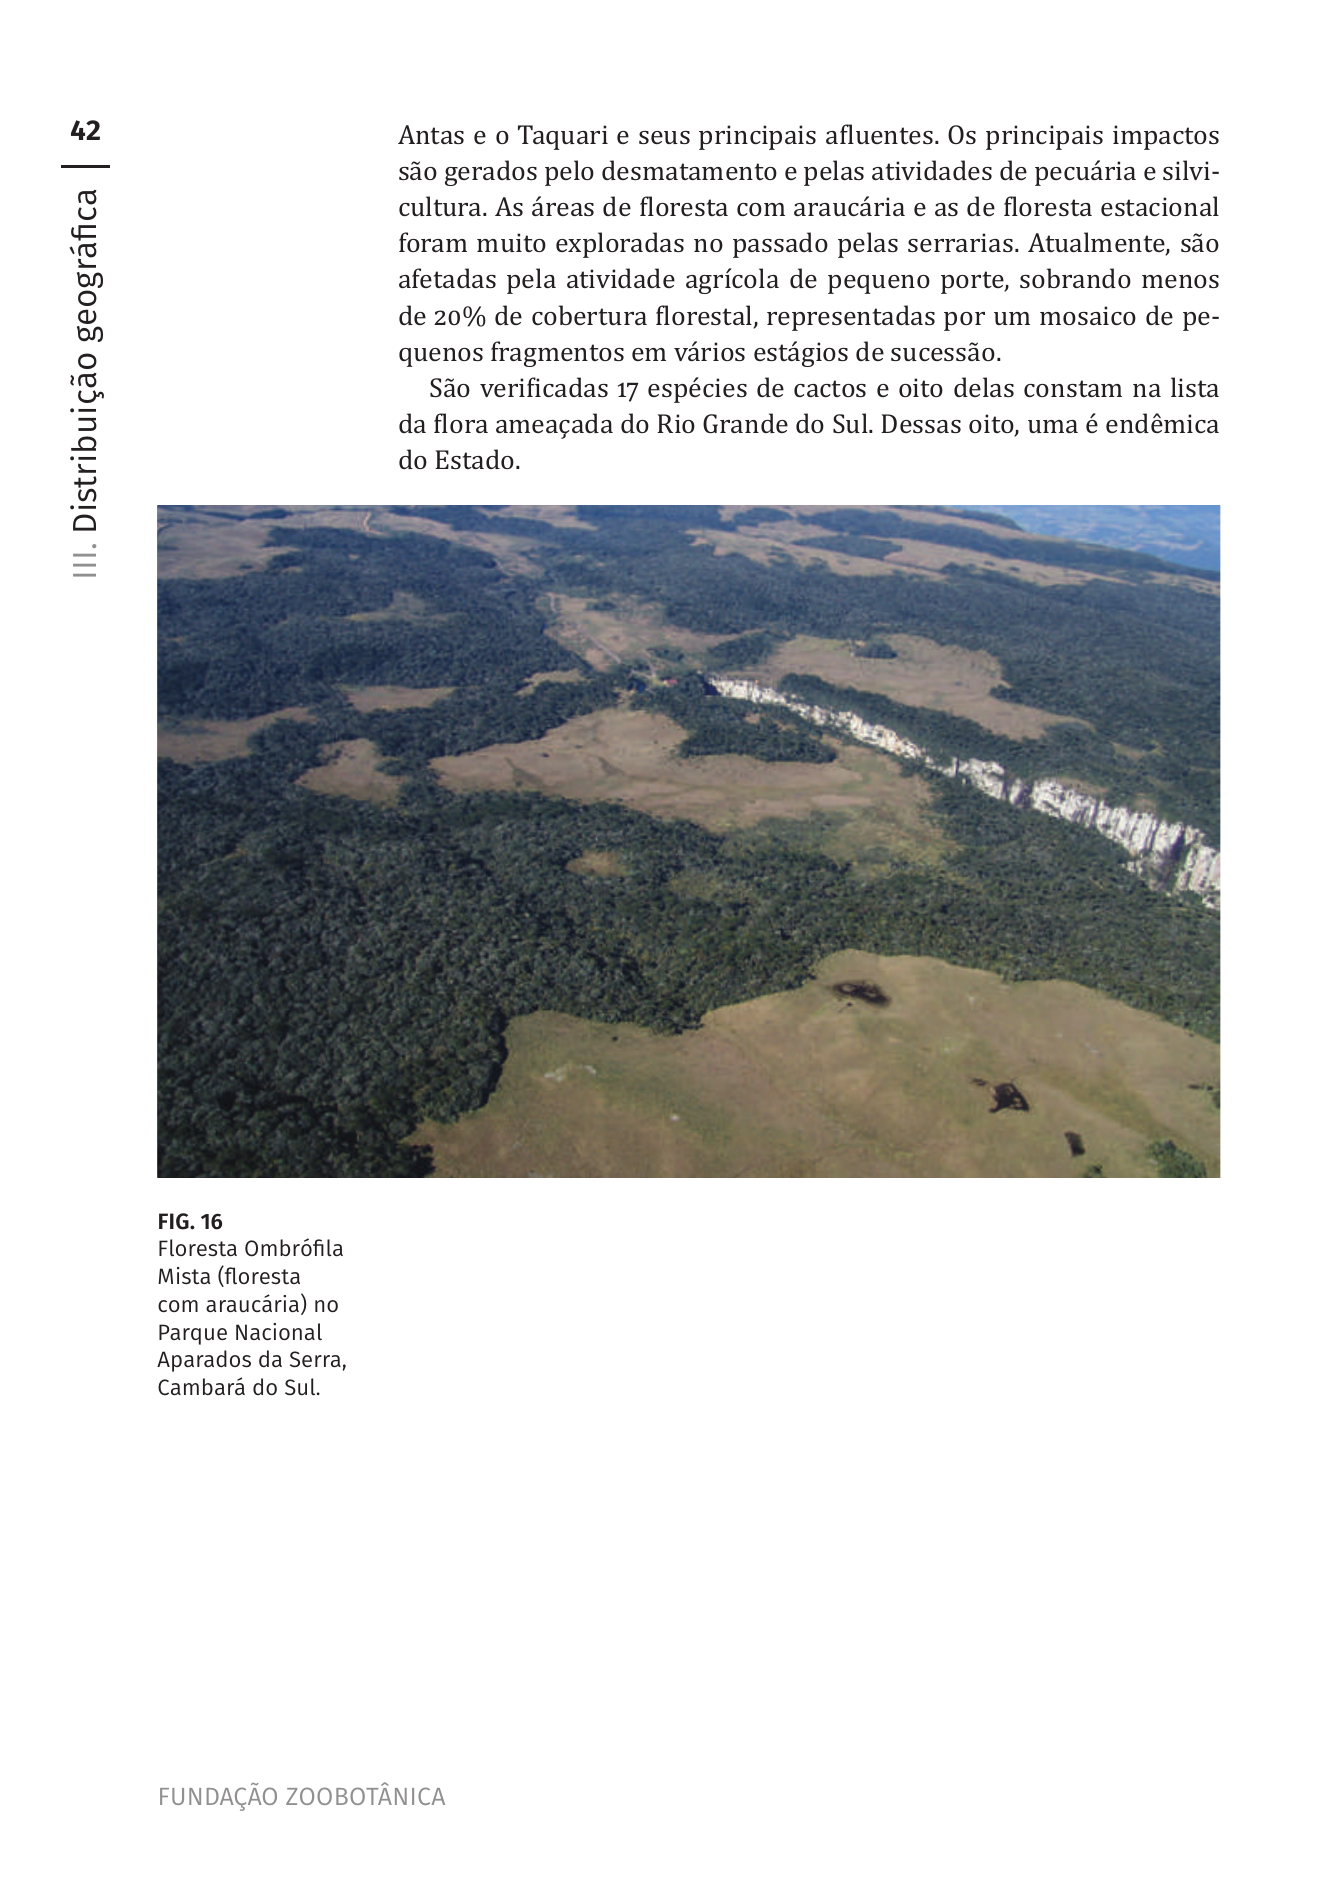 42
III. Distribuição geográfica
Antas e o Taquari e seus principais afluentes. Os principais impactos
são gerados pelo desmatamento e pelas atividades de pecuária e silvi-
cultura. As áreas de floresta com araucária e as de floresta estacional
foram muito exploradas no passado pelas serrarias. Atualmente, são
afetadas pela atividade agrícola de pequeno porte, sobrando menos
de 20% de cobertura florestal, representadas por um mosaico de pe-
quenos fragmentos em vários estágios de sucessão.
São verificadas 17 espécies de cactos e oito delas constam na lista
da flora ameaçada do Rio Grande do Sul. Dessas oito, uma é endêmica
do Estado.
FIG. 16
Floresta Ombrófila
Mista (floresta
com araucária) no
Parque Nacional
Aparados da Serra,
Cambará do Sul.
FUNDAÇÃO ZOOBOTÂNICA